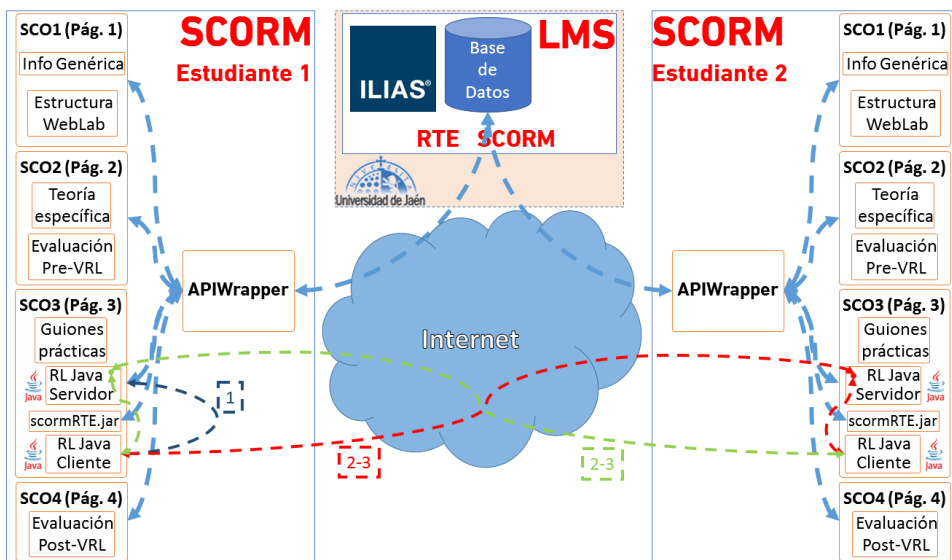 SCORM
Estudiante 1
SCO1 (Pág. 1)
Info Genérica
Estructura
WebLab
SCO2 (Pág. 2)
Teoría
específica
Evaluación
Pre-VRL
SCO3 (Pág. 3)
Guiones
prácticas
RL Java
Servidor
Java
scormRTE.jar
RL Java
Cliente
Java
SCO4 (Pág. 4)
Evaluación
Post-VRL
APIWrapper
1
2-3
LMS
ILIAS®
Base
de
Datos
RTE SCORM
Universidad de Jaén
Internet
2-3
SCORM
Estudiante 2
APIWrapper
SCO1 (Pág. 1)
Info Genérica
Estructura
WebLab
SCO2 (Pág. 2)
Teoría
específica
Evaluación
Pre-VRL
SCO3 (Pág. 3)
Guiones
prácticas
RL Java
Servidor
Java
scormRTE.jar
RL Java
Cliente
Java
SCO4 (Pág. 4)
Evaluación
Post-VRL